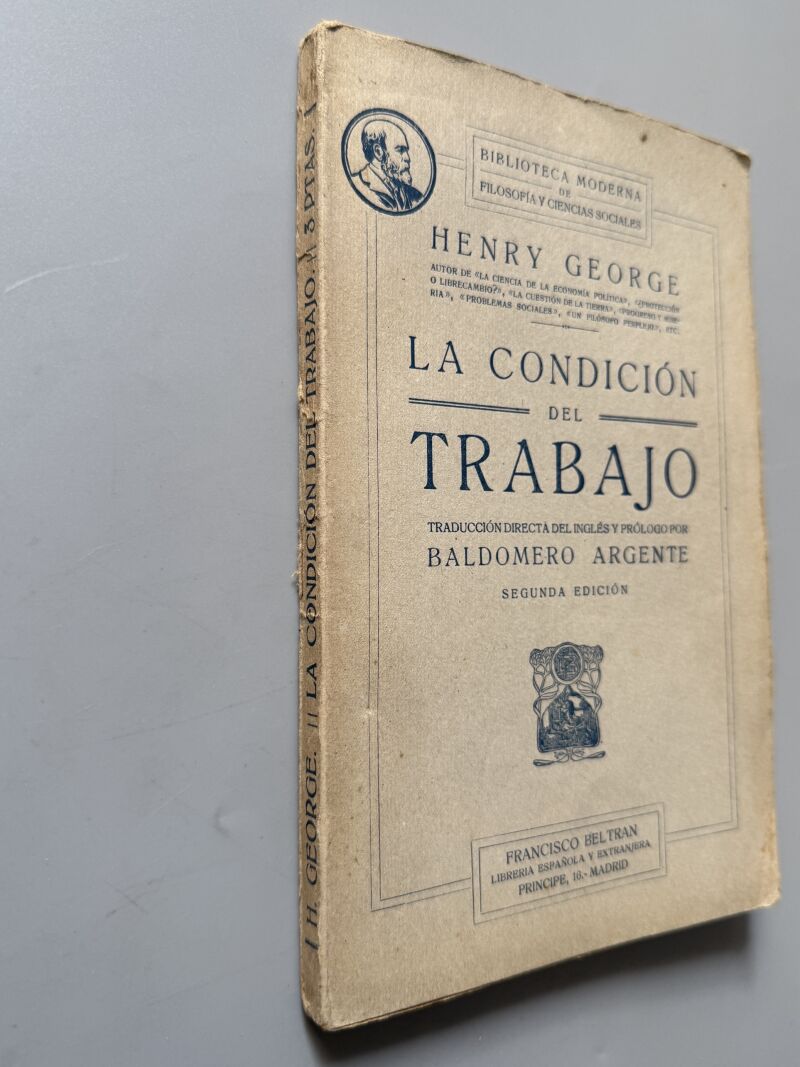 BIBLIOTECA MODERNA
DE
FILOSOFÍA Y CIENCIAS SOCIALES
HENRY GEORGE
AUTOR DE «LA CIENCIA DE LA ECONOMÍA POLÍTICA», «¿PROTECCIÓN
O LIBRECAMBIO?», «LA CUESTIÓN DE LA TIERRA», «PROGRESO Y MISE-
RIA», «PROBLEMAS SOCIALES», «UN FILÓSOFO PERPLEJO», ETC.
LA CONDICIÓN
DEL
TRABAJO
TRADUCCIÓN DIRECTA DEL INGLÉS Y PRÓLOGO POR
BALDOMERO ARGENTE
SEGUNDA EDICIÓN
FRANCISCO BELTRAN
LIBRERIA ESPAÑOLA Y EXTRANJERA
PRINCIPE, 16.-MADRID
H. GEORGE. || LA CONDICIÓN DEL TRABAJO. || 3 PTAS.